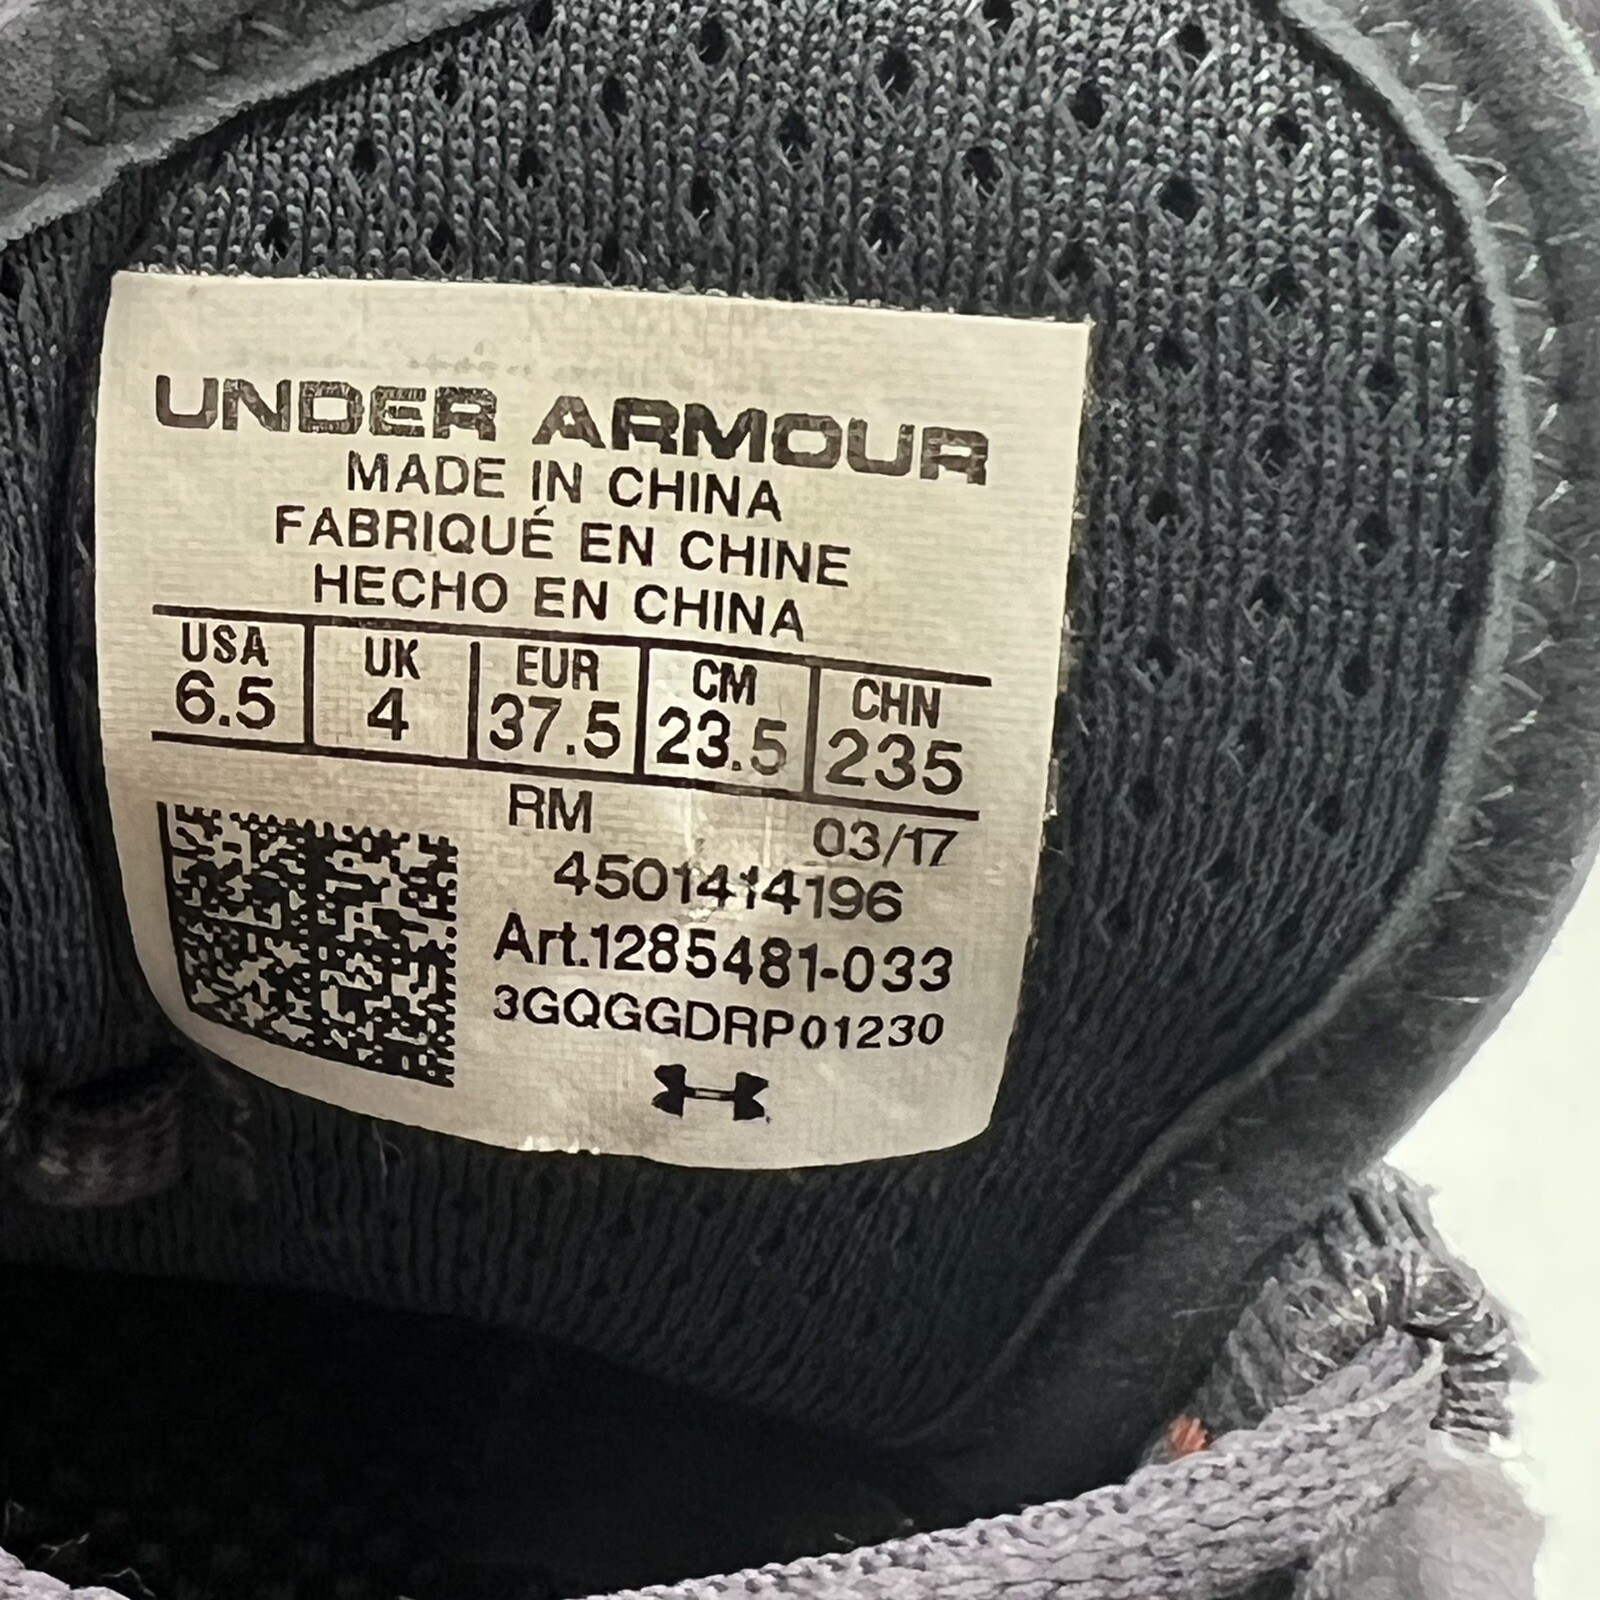 UNDER ARMOUR
MADE IN CHINA
FABRIQUÉ EN CHINE
HECHO EN CHINA
USA UK EUR CM CHN
6.5 4 37.5 23.5 235
RM 03/17
4501414196
Art.1285481-033
3GQGGDRP01230